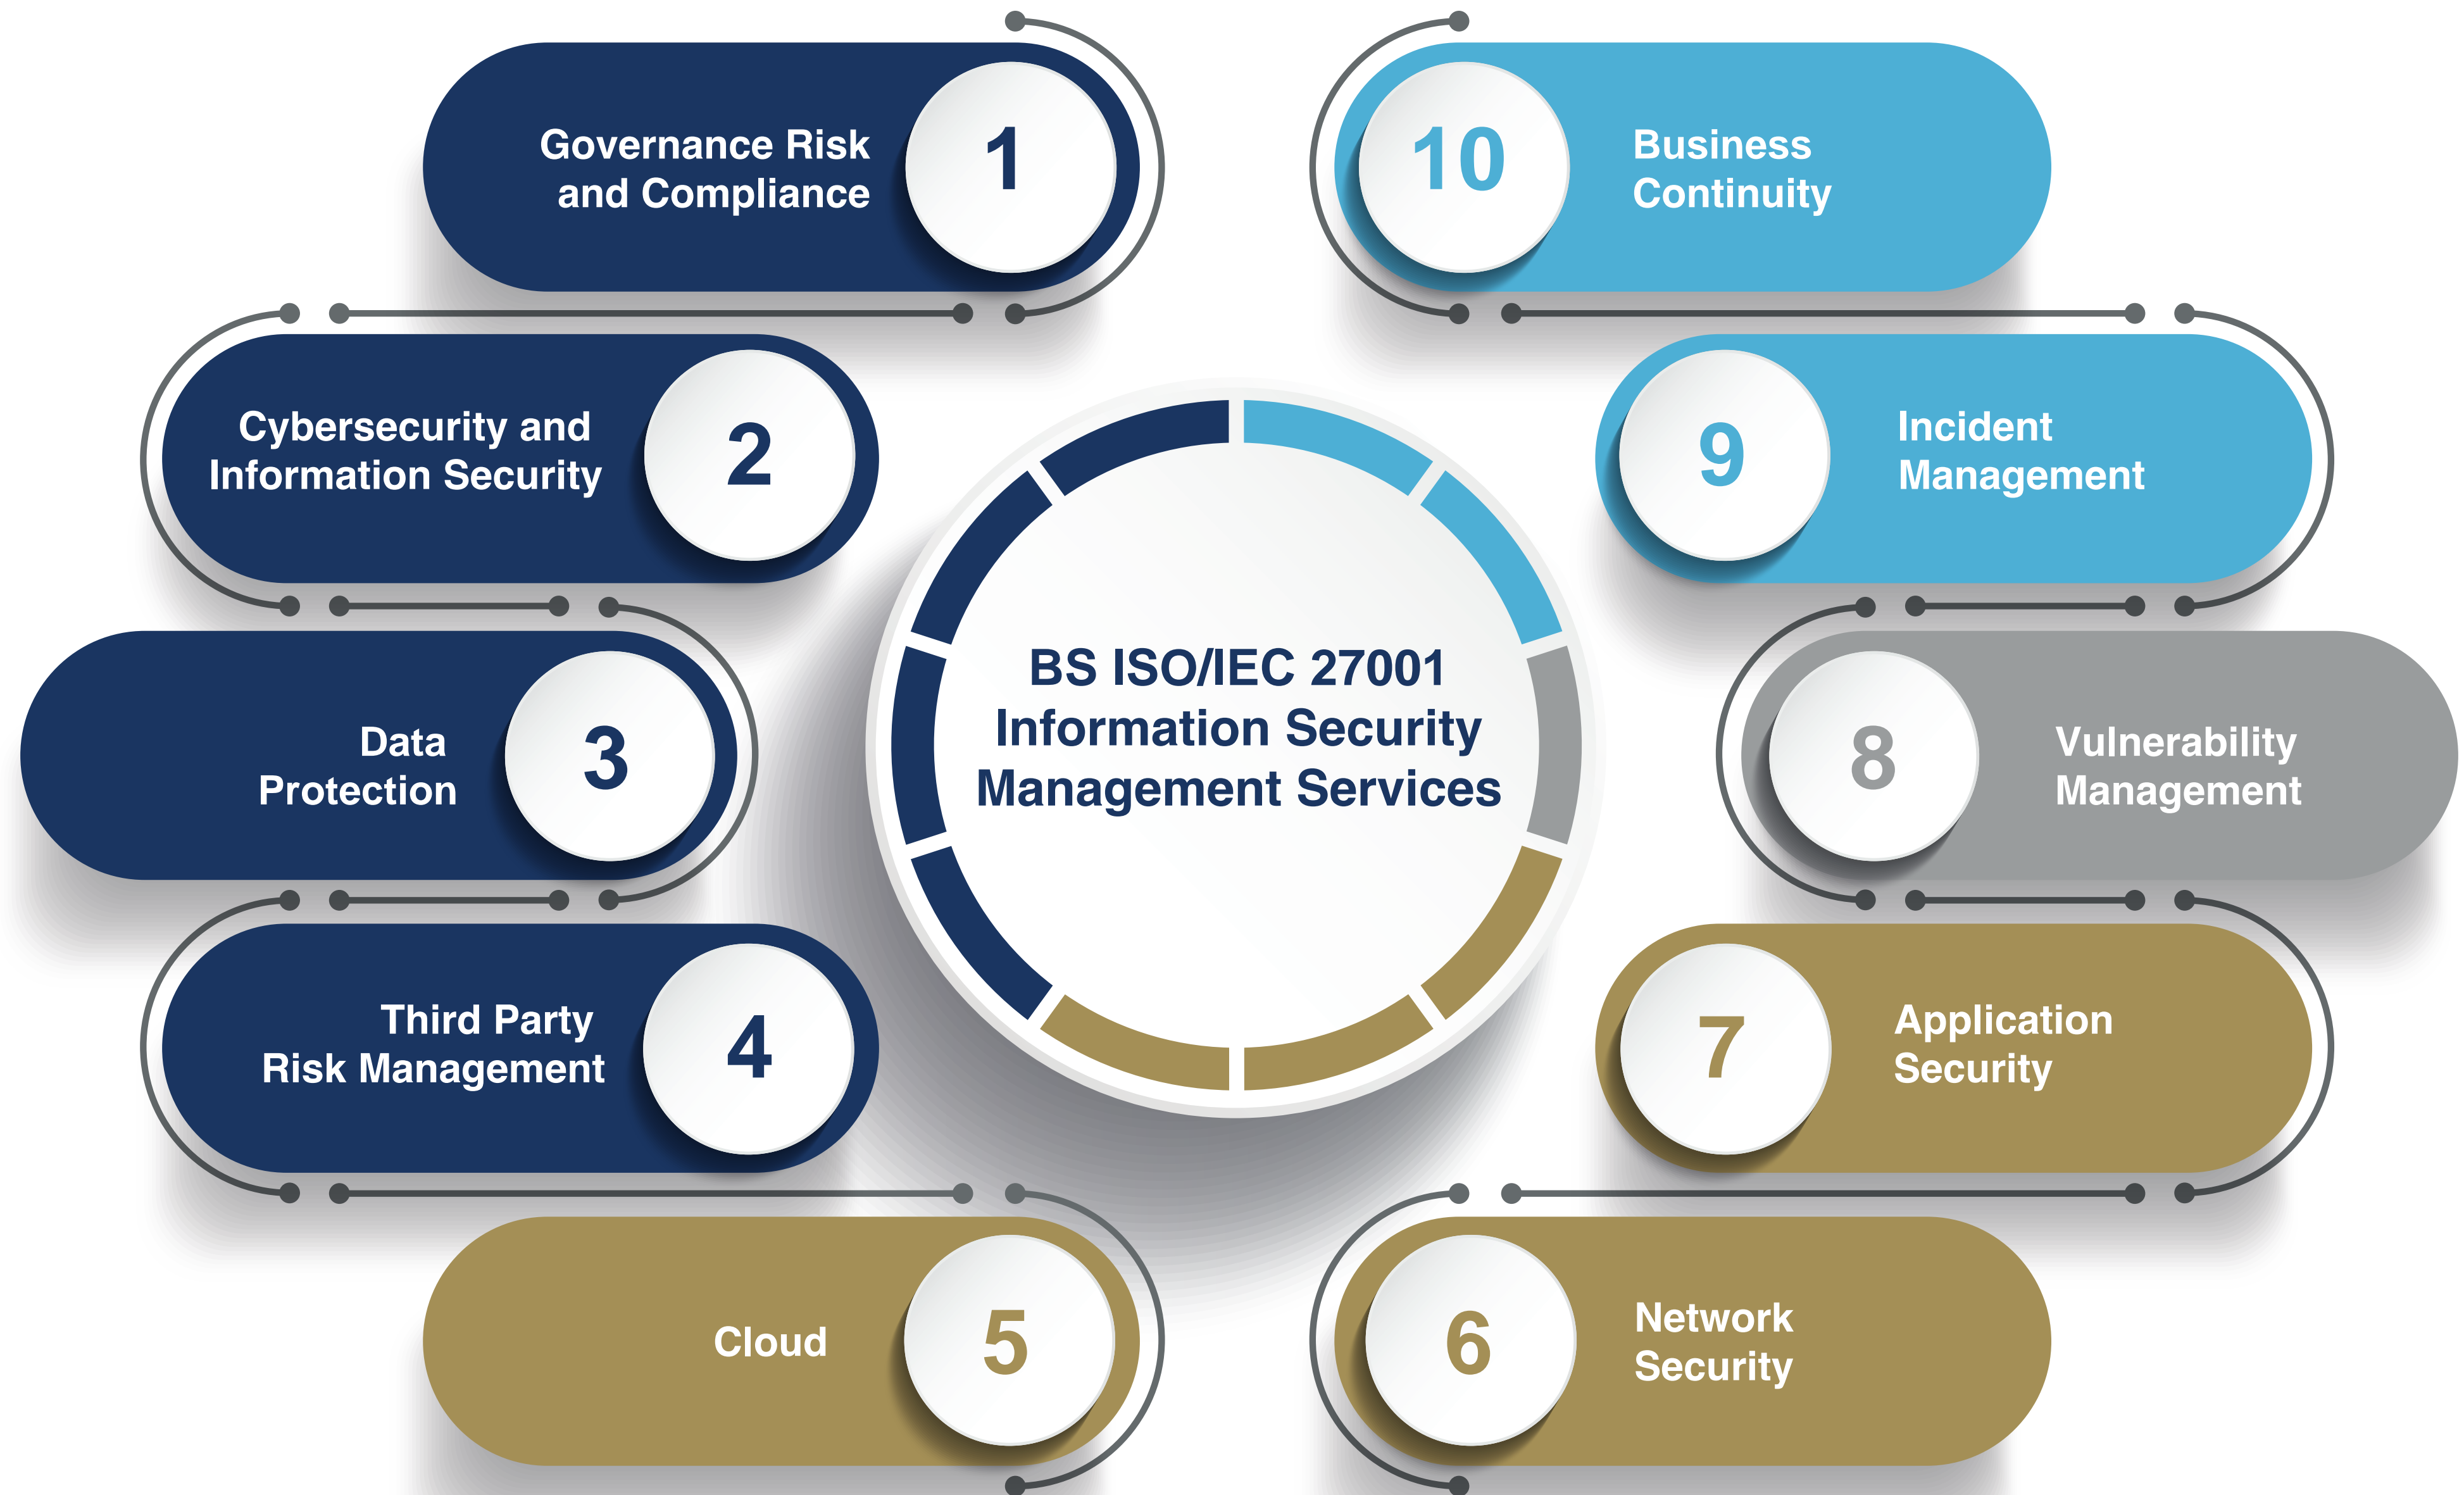 Governance Risk
and Compliance
1
Cybersecurity and
Information Security
2
Data
Protection
3
Third Party
Risk Management
4
Cloud
5
BS ISO/IEC 27001
Information Security
Management Services
10
Business
Continuity
9
Incident
Management
8
Vulnerability
Management
7
Application
Security
6
Network
Security